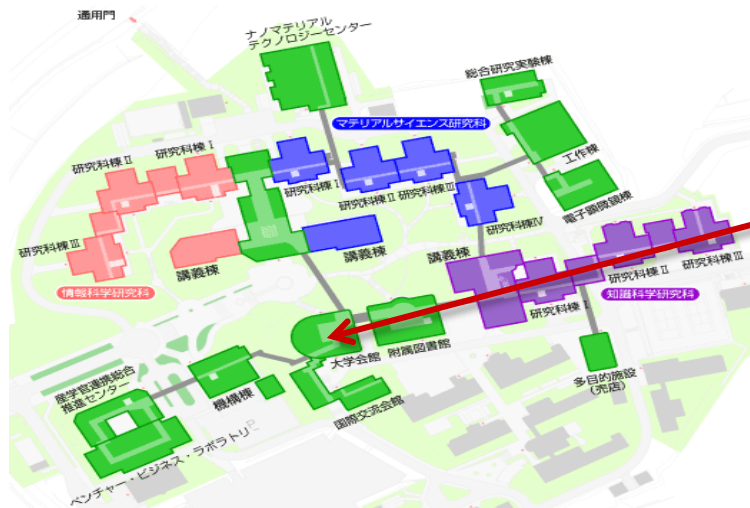 通用門
ナノマテリアル
テクノロジーセンター
総合研究実験棟
マテリアルサイエンス研究科
研究科棟Ⅰ
研究科棟Ⅱ
工作棟
研究科棟Ⅰ
研究科棟Ⅱ
研究科棟Ⅲ
電子顕微鏡棟
研究科棟Ⅳ
研究科棟Ⅲ
講義棟
講義棟
講義棟
研究科棟Ⅱ
研究科棟Ⅲ
情報科学研究科
研究科棟Ⅰ
知識科学研究科
大学会館
附属図書館
産学官連携総合
推進センター
機構棟
国際交流会館
多目的施設
(売店)
ベンチャー・ビジネス・ラボラトリ
P